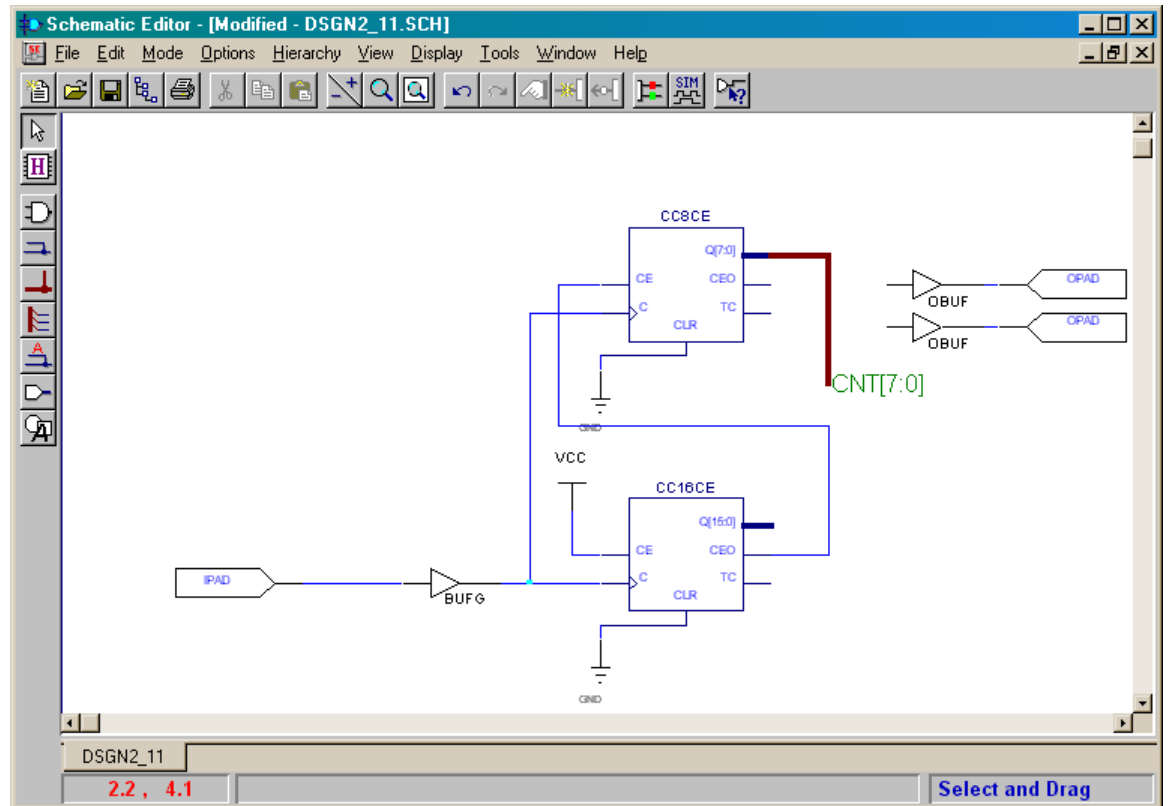 Schematic Editor - [Modified - DSGN2_11.SCH]
File Edit Mode Options Hierarchy View Display Tools Window Help
SIM
H
A
A
CC8CE
Q[7:0]
CE
CEO
C
TC
CLR
GND
OPAD
OBUF
OPAD
OBUF
CNT[7:0]
VCC
CC16CE
Q[15:0]
CE
CEO
C
TC
CLR
GND
IPAD
BUFG
DSGN2_11
2.2 , 4.1
Select and Drag